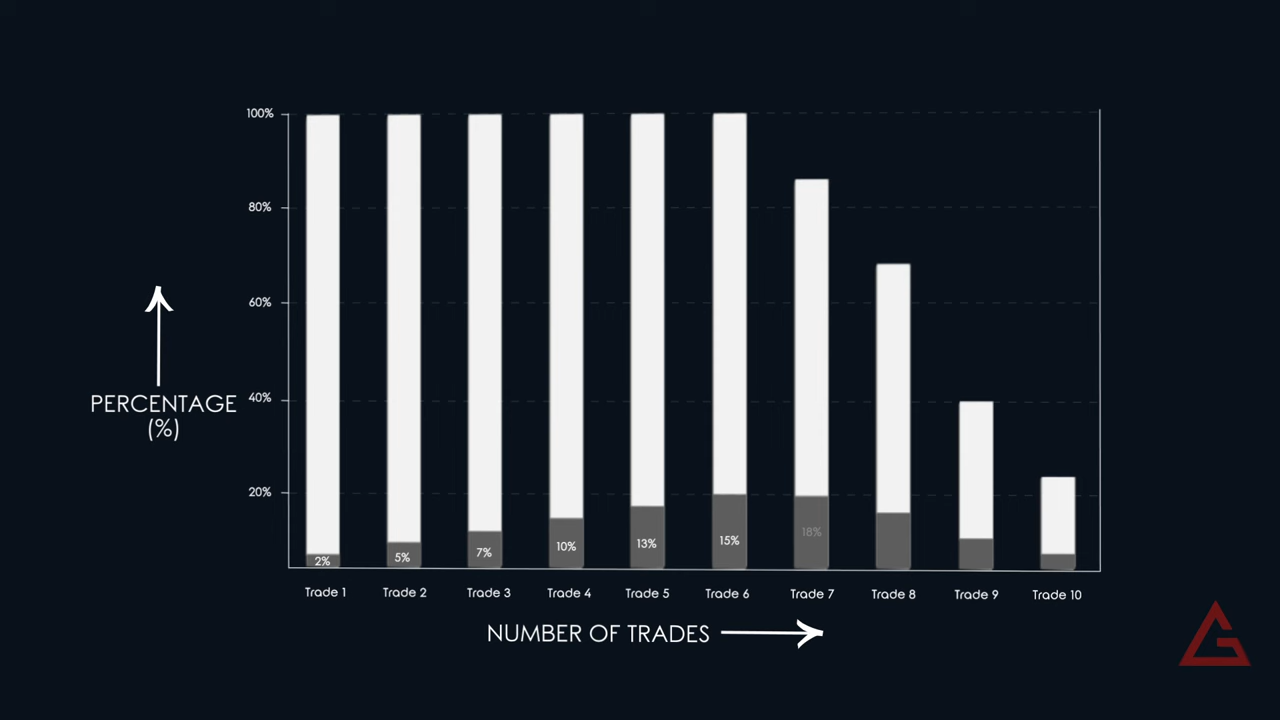 100%
80%
60%
40%
20%
PERCENTAGE
(%)
2% 5% 7% 10% 13% 15% 18%
Trade 1 Trade 2 Trade 3 Trade 4 Trade 5 Trade 6 Trade 7 Trade 8 Trade 9 Trade 10
NUMBER OF TRADES